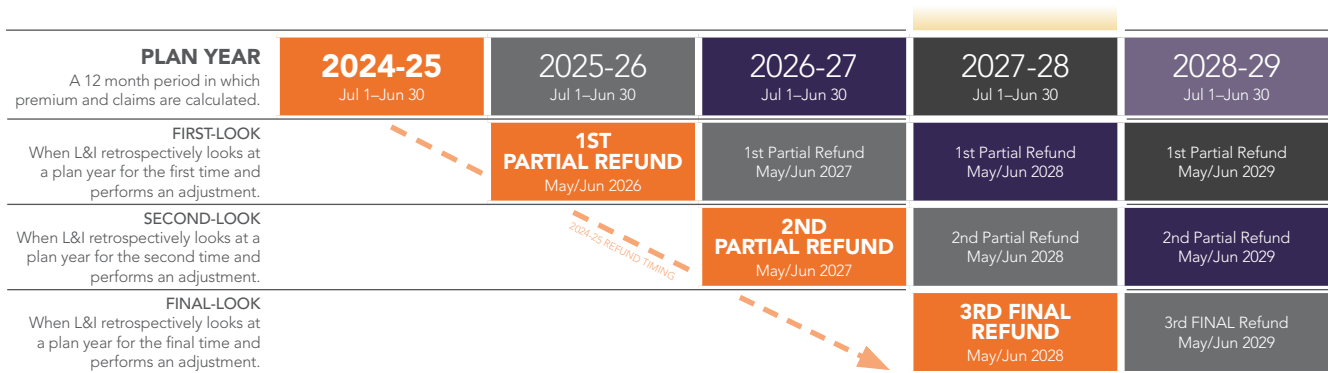 PLAN YEAR
A 12 month period in which
premium and claims are calculated.
2024-25
Jul 1–Jun 30
2025-26
Jul 1–Jun 30
2026-27
Jul 1–Jun 30
2027-28
Jul 1–Jun 30
2028-29
Jul 1–Jun 30
FIRST-LOOK
When L&I retrospectively looks at
a plan year for the first time and
performs an adjustment.
1ST
PARTIAL REFUND
May/Jun 2026
1st Partial Refund
May/Jun 2027
1st Partial Refund
May/Jun 2028
1st Partial Refund
May/Jun 2029
SECOND-LOOK
When L&I retrospectively looks at a
plan year for the second time and
performs an adjustment.
2024-25 REFUND TIMING
2ND
PARTIAL REFUND
May/Jun 2027
2nd Partial Refund
May/Jun 2028
2nd Partial Refund
May/Jun 2029
FINAL-LOOK
When L&I retrospectively looks at
a plan year for the final time and
performs an adjustment.
3RD FINAL
REFUND
May/Jun 2028
3rd FINAL Refund
May/Jun 2029